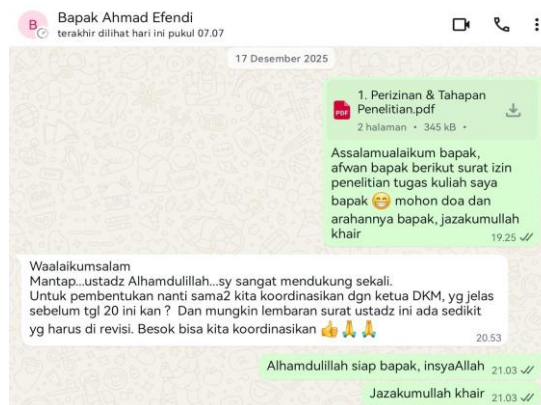 B
Bapak Ahmad Efendi
terakhir dilihat hari ini pukul 07.07
17 Desember 2025
1. Perizinan & Tahapan
Penelitian.pdf
PDF
2 halaman • 345 kB •
Assalamualaikum bapak,
afwan bapak berikut surat izin
penelitian tugas kuliah saya
bapak 😁 mohon doa dan
arahannya bapak, jazakumullah
khair
19.25
Waalaikumsalam
Mantap...ustadz Alhamdulillah...sy sangat mendukung sekali.
Untuk pembentukan nanti sama2 kita koordinasikan dgn ketua DKM, yg jelas
sebelum tgl 20 ini kan ? Dan mungkin lembaran surat ustadz ini ada sedikit
yg harus di revisi. Besok bisa kita koordinasikan 👍🙏🙏
20.53
Alhamdulillah siap bapak, insyaAllah 21.03
Jazakumullah khair 21.03